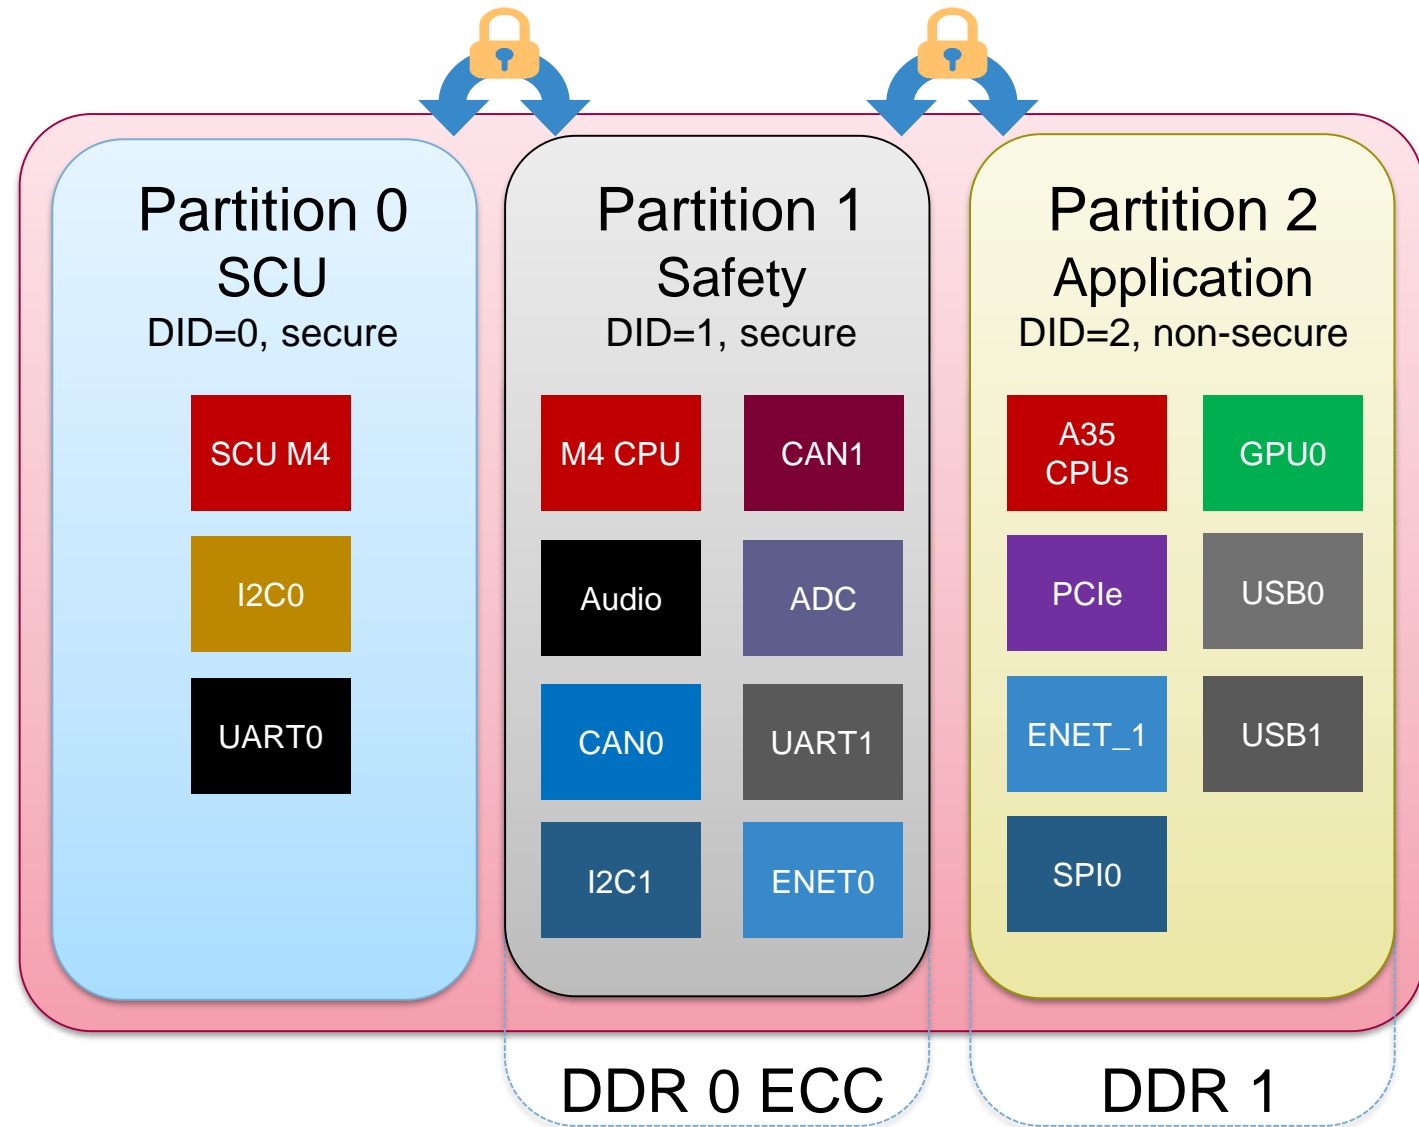 Partition 0
SCU
DID=0, secure
SCU M4
I2C0
UART0
Partition 1
Safety
DID=1, secure
M4 CPU
CAN1
Audio
ADC
CAN0
UART1
I2C1
ENET0
DDR 0 ECC
Partition 2
Application
DID=2, non-secure
A35
CPUs
GPU0
PCIe
USB0
ENET_1
USB1
SPI0
DDR 1